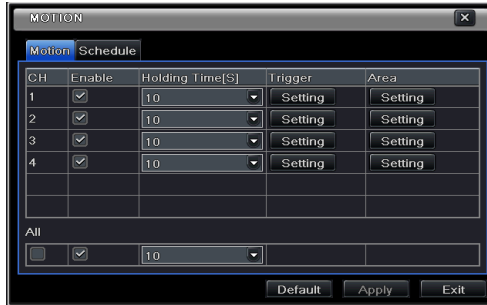 MOTION
Motion Schedule
CH Enable Holding Time[S] Trigger Area
1 10 Setting Setting
2 10 Setting Setting
3 10 Setting Setting
4 10 Setting Setting
All
10
Default Apply Exit